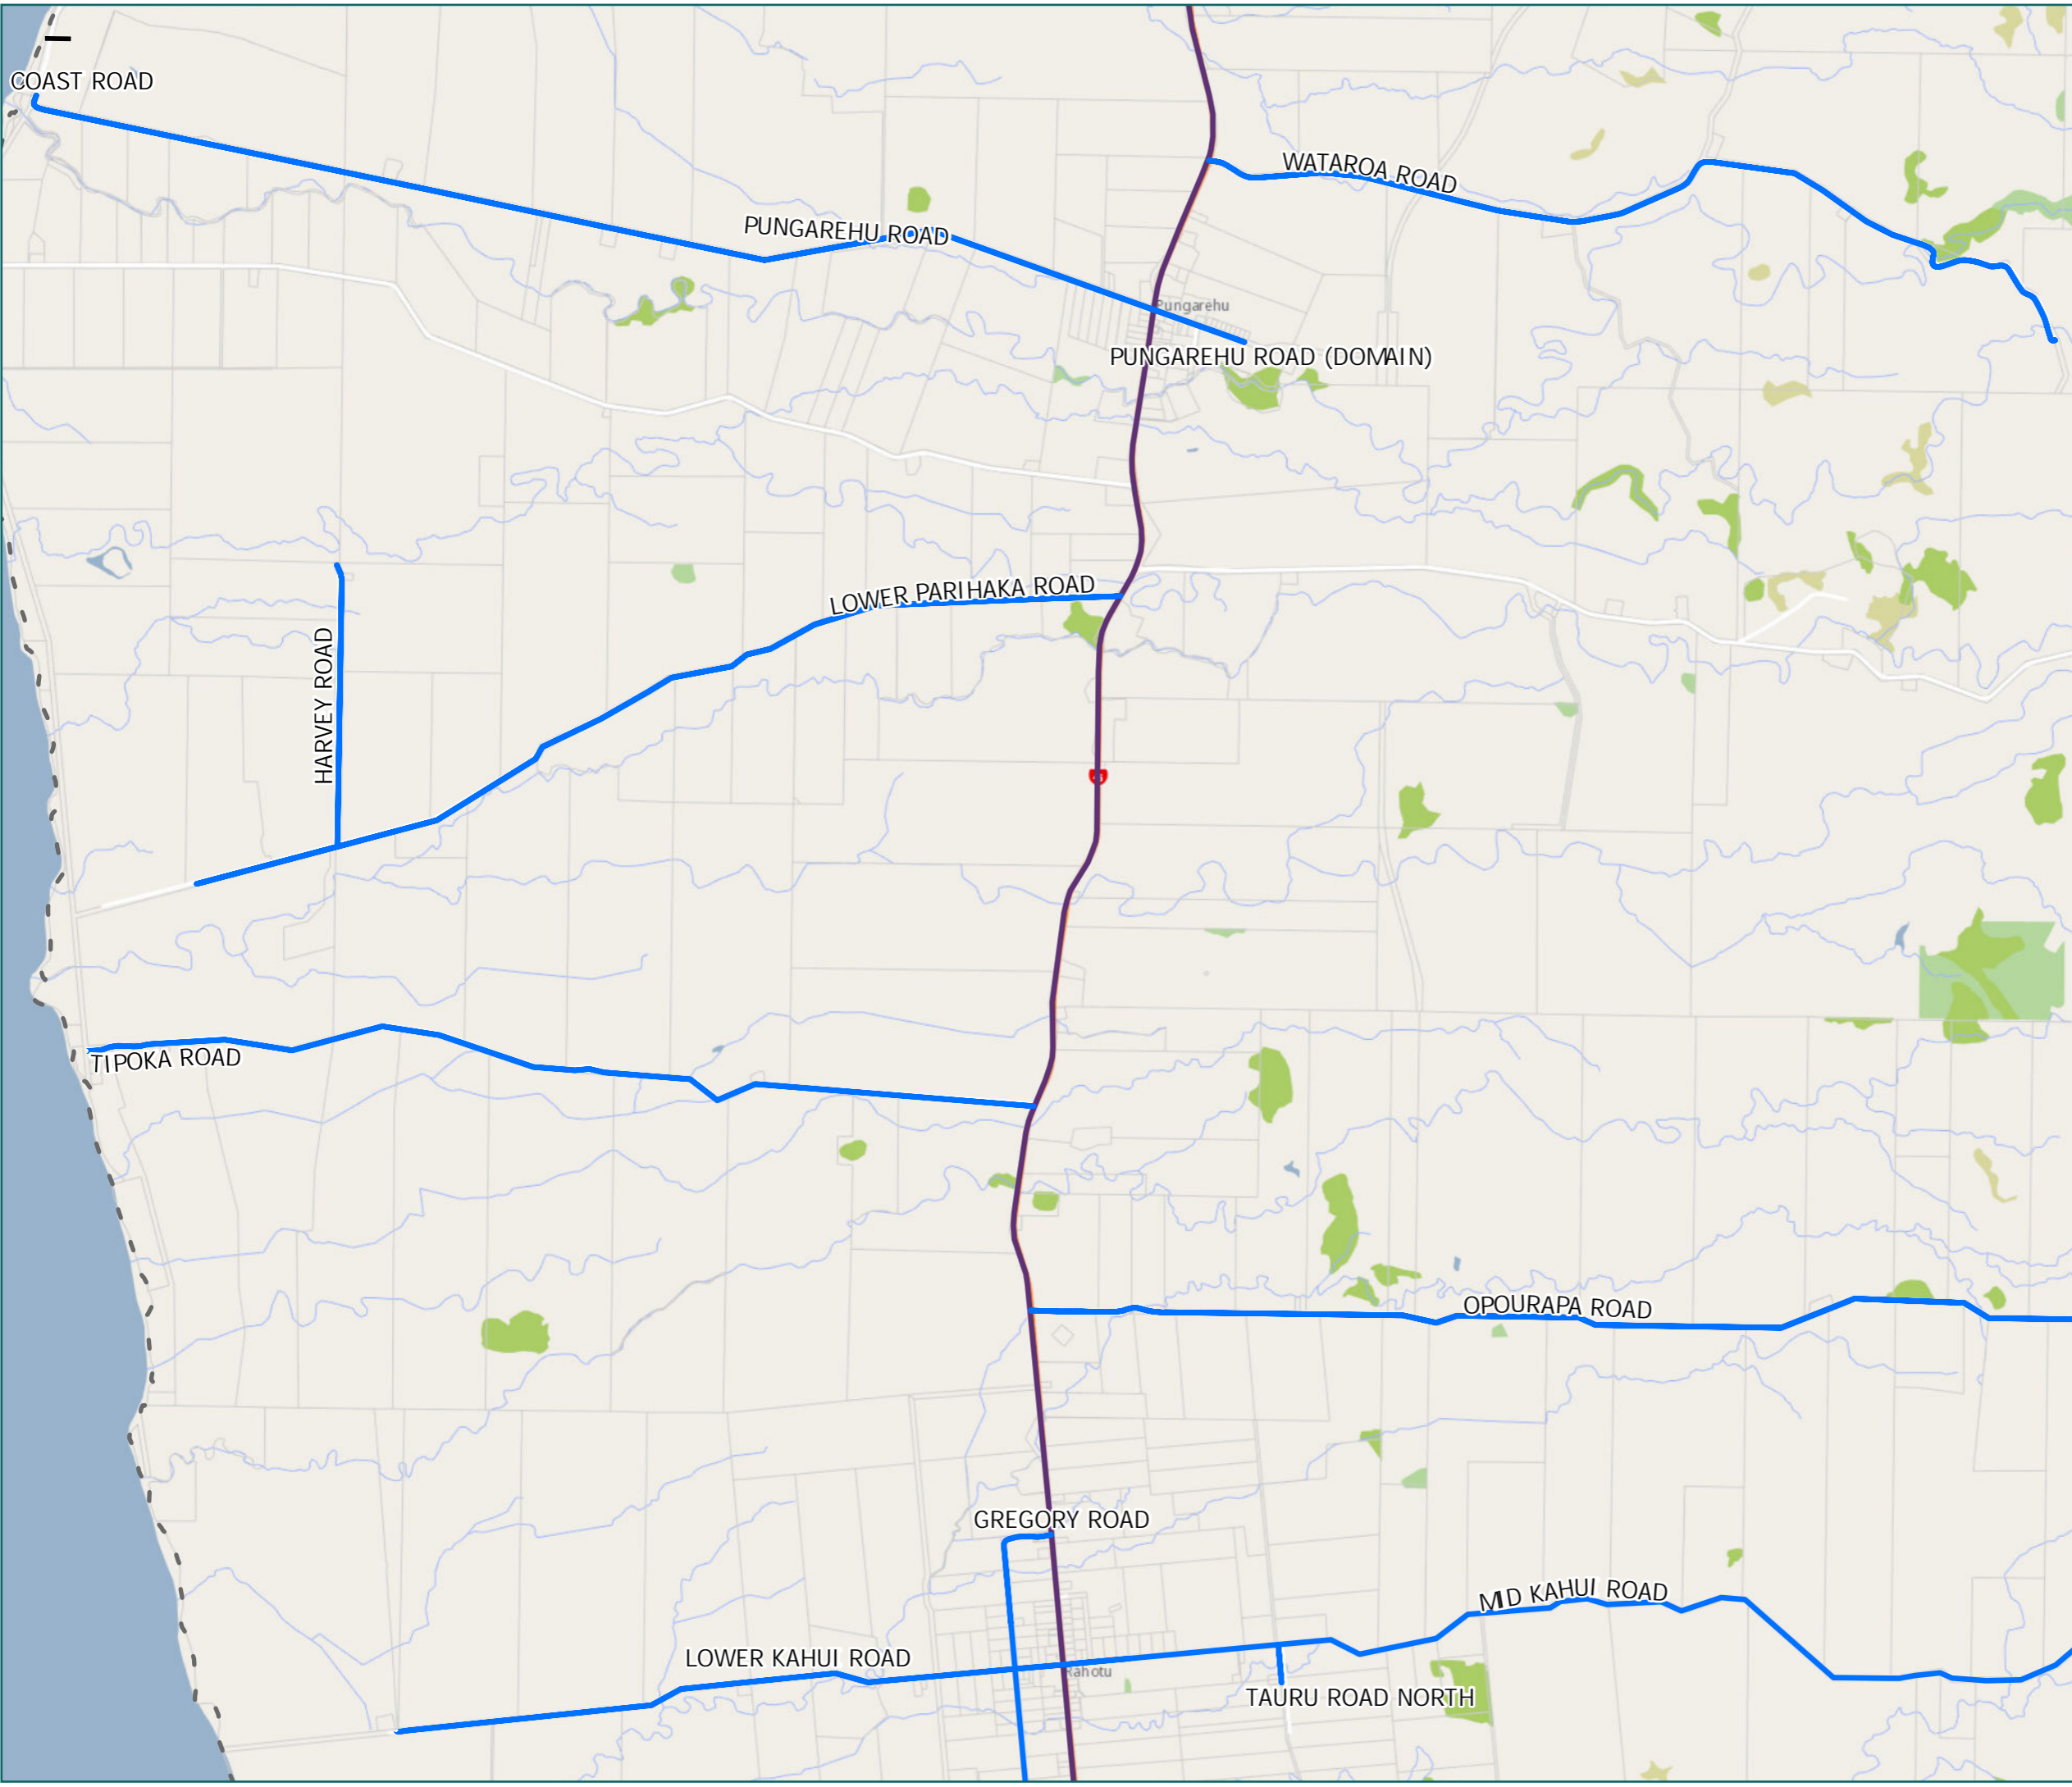 COAST ROAD
WATAROA ROAD
PUNGAREHU ROAD
Pungarehu
PUNGAREHU ROAD (DOMAIN)
LOWER PARIHAKA ROAD
HARVEY ROAD
TIPOKA ROAD
OPOURAPA ROAD
GREGORY ROAD
MID KAHUI ROAD
LOWER KAHUI ROAD
Rahotu
TAURU ROAD NORTH